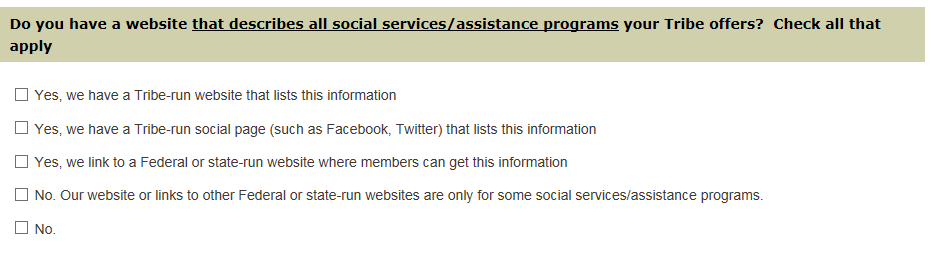 Do you have a website that describes all social services/assistance programs your Tribe offers?  Check all that
apply
Yes, we have a Tribe-run website that lists this information
Yes, we have a Tribe-run social page (such as Facebook, Twitter) that lists this information
Yes, we link to a Federal or state-run website where members can get this information
No. Our website or links to other Federal or state-run websites are only for some social services/assistance programs.
No.